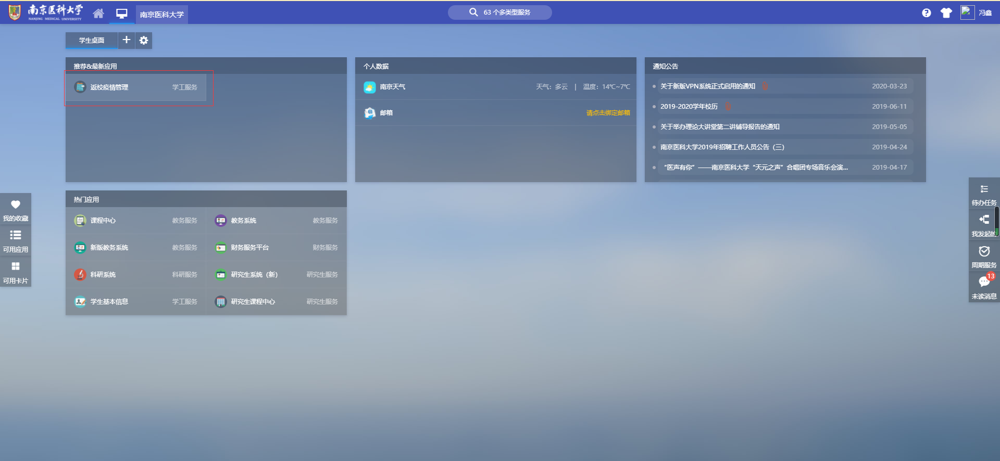 南京医科大学
NANJING MEDICAL UNIVERSITY
南京医科大学
63 个多类型服务
冯鑫
学生桌面
推荐&最新应用
返校疫情管理 学工服务
个人数据
南京天气 天气：多云 | 温度：14℃~7℃
邮箱 请点击绑定邮箱
通知公告
关于新版VPN系统正式启用的通知 2020-03-23
2019-2020学年校历 2019-06-11
关于举办理论大讲堂第二讲辅导报告的通知 2019-05-05
南京医科大学2019年招聘工作人员公告（三） 2019-04-24
“医声有你”——南京医科大学“天元之声”合唱团专场音乐会演... 2019-04-17
热门应用
课程中心 教务服务 教务系统 教务服务
新版教务系统 教务服务 财务服务平台 财务服务
科研系统 科研服务 研究生系统（新） 研究生服务
学生基本信息 学工服务 研究生课程中心 研究生服务
我的收藏
可用应用
可用卡片
待办任务
我发起的
周期服务
13
未读消息